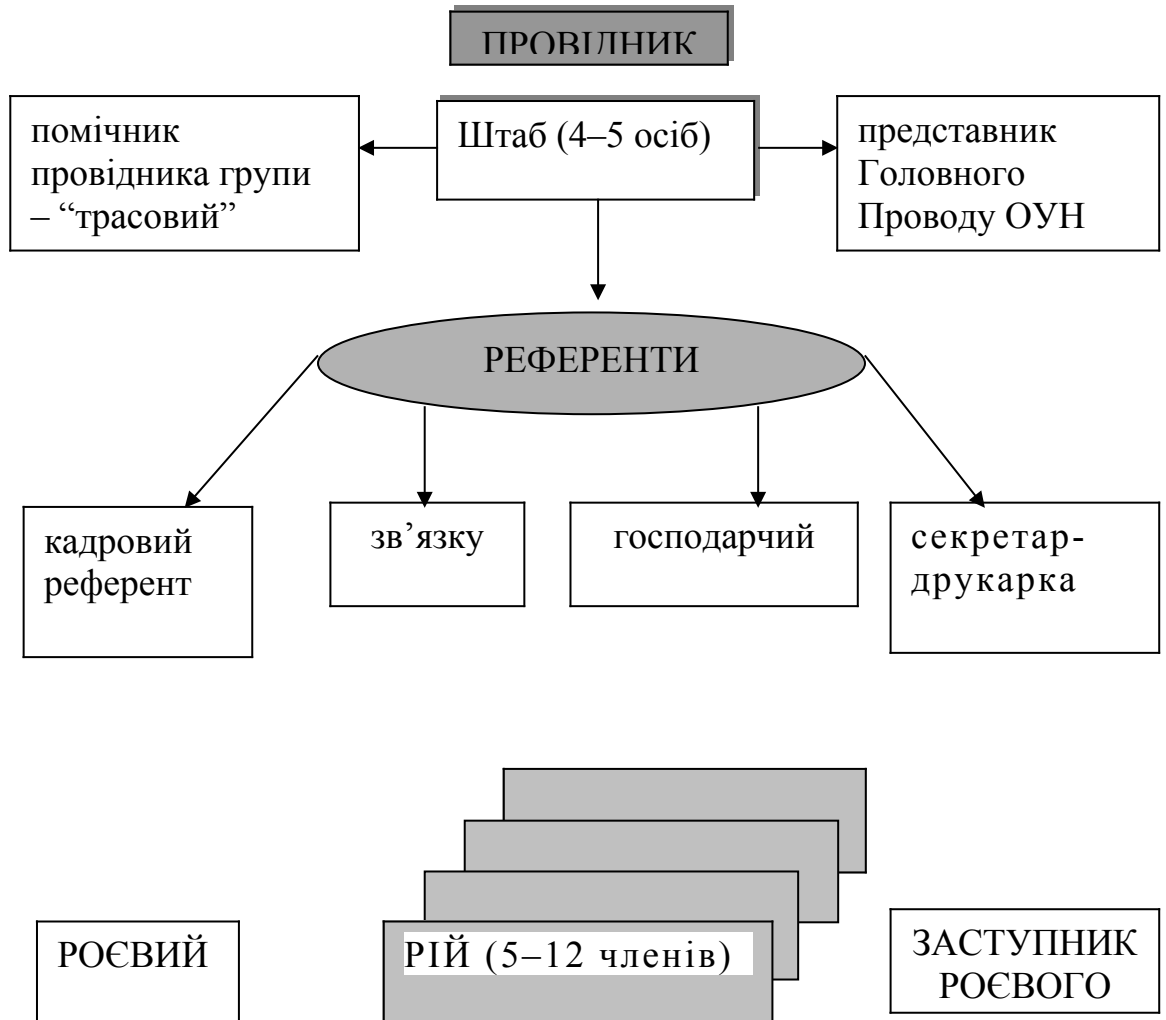 ПРОВІДНИК
помічник
провідника групи
– “трасовий”
Штаб (4–5 осіб)
представник
Головного
Проводу ОУН
РЕФЕРЕНТИ
кадровий
референт
зв’язку
господарчий
секретар-
друкарка
РОЄВИЙ
РІЙ (5–12 членів)
ЗАСТУПНИК
РОЄВОГО